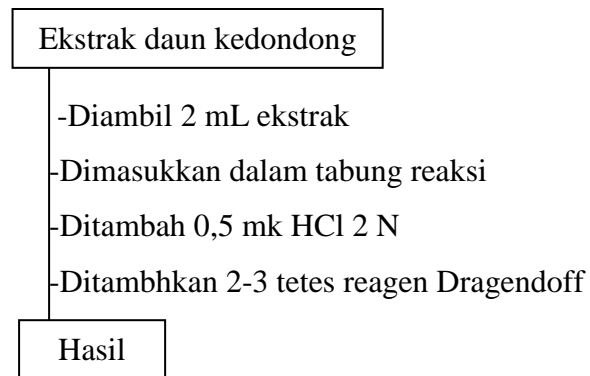 Ekstrak daun kedondong
-Diambil 2 mL ekstrak
-Dimasukkan dalam tabung reaksi
-Ditambah 0,5 mk HCl 2 N
-Ditambhkan 2-3 tetes reagen Dragendoff
Hasil